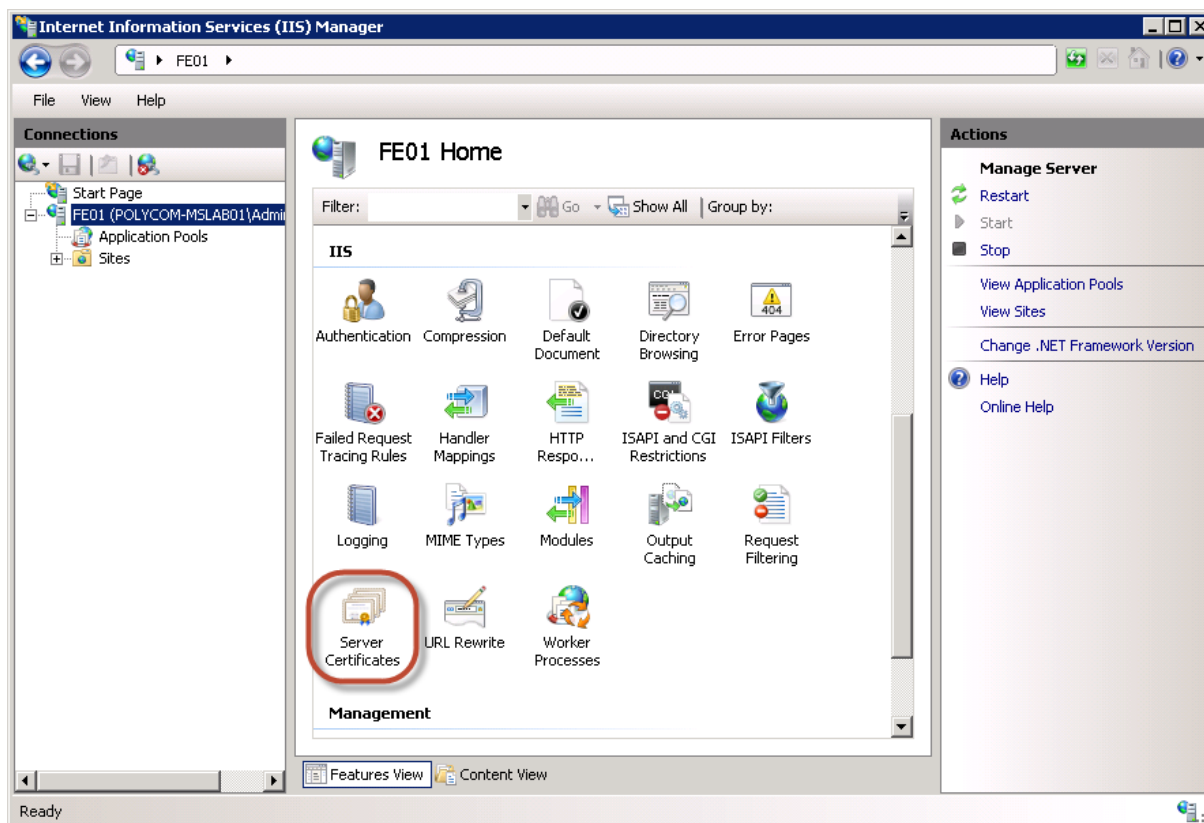 Internet Information Services (IIS) Manager
FE01
File View Help
Connections
Start Page
FE01 (POLYCOM-MSLAB01\Admi
Application Pools
Sites
FE01 Home
Filter: Go Show All Group by:
IIS
Authentication Compression Default Document Directory Browsing Error Pages
404
Failed Request Tracing Rules Handler Mappings HTTP Respo... ISAPI and CGI Restrictions ISAPI Filters
Logging MIME Types Modules Output Caching Request Filtering
Server Certificates URL Rewrite Worker Processes
Management
Features View Content View
Actions
Manage Server
Restart
Start
Stop
View Application Pools
View Sites
Change .NET Framework Version
Help
Online Help
Ready